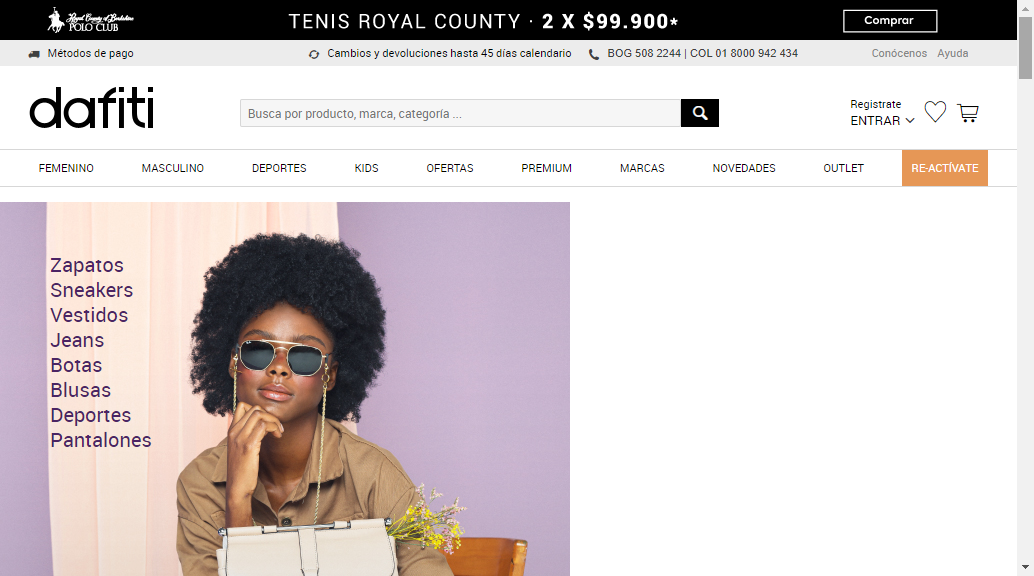 Royal County of Berkshire
POLO CLUB
TENIS ROYAL COUNTY · 2 X $99.900*
Comprar
Métodos de pago
Cambios y devoluciones hasta 45 días calendario
BOG 508 2244 | COL 01 8000 942 434
Conócenos
Ayuda
dafiti
Busca por producto, marca, categoría ...
Registrate
ENTRAR
FEMENINO
MASCULINO
DEPORTES
KIDS
OFERTAS
PREMIUM
MARCAS
NOVEDADES
OUTLET
RE-ACTÍVATE
Zapatos
Sneakers
Vestidos
Jeans
Botas
Blusas
Deportes
Pantalones